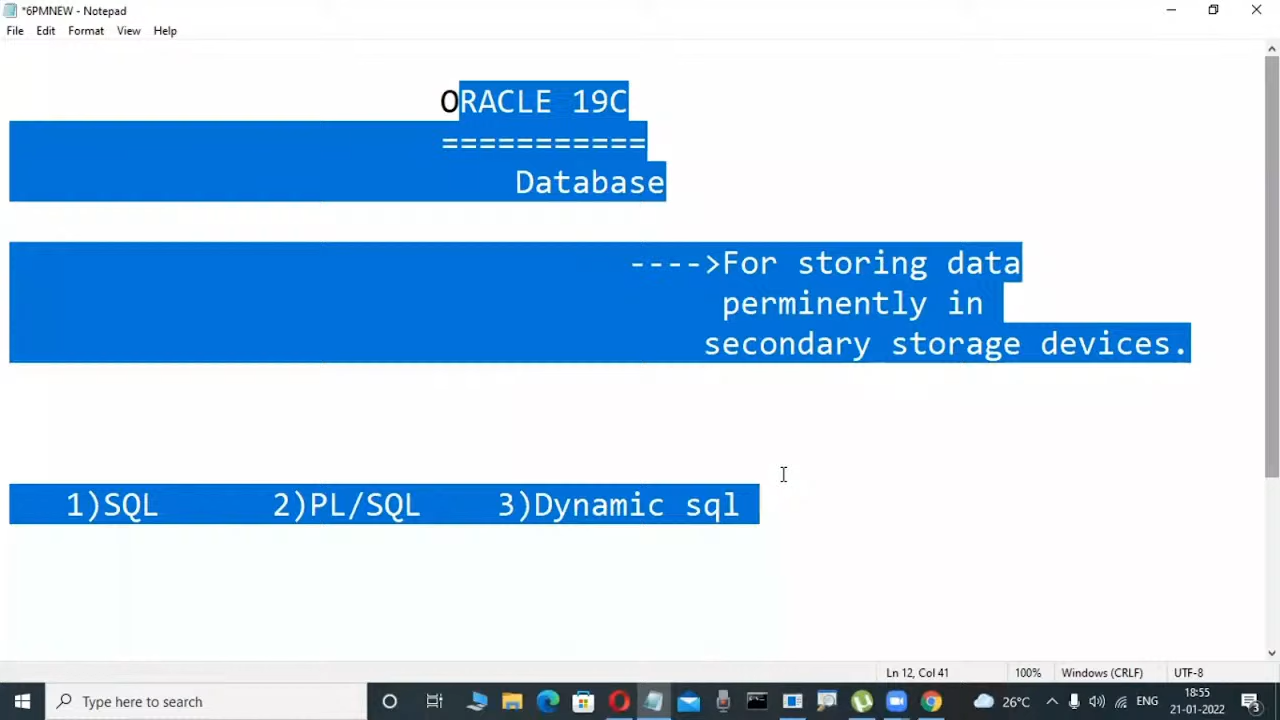 *6PMNEW - Notepad
File Edit Format View Help
ORACLE 19C
===========
Database
---->For storing data
perminently in
secondary storage devices.
1)SQL 2)PL/SQL 3)Dynamic sql
Ln 12, Col 41 100% Windows (CRLF) UTF-8
Type here to search 26°C ENG 18:55
21-01-2022 3